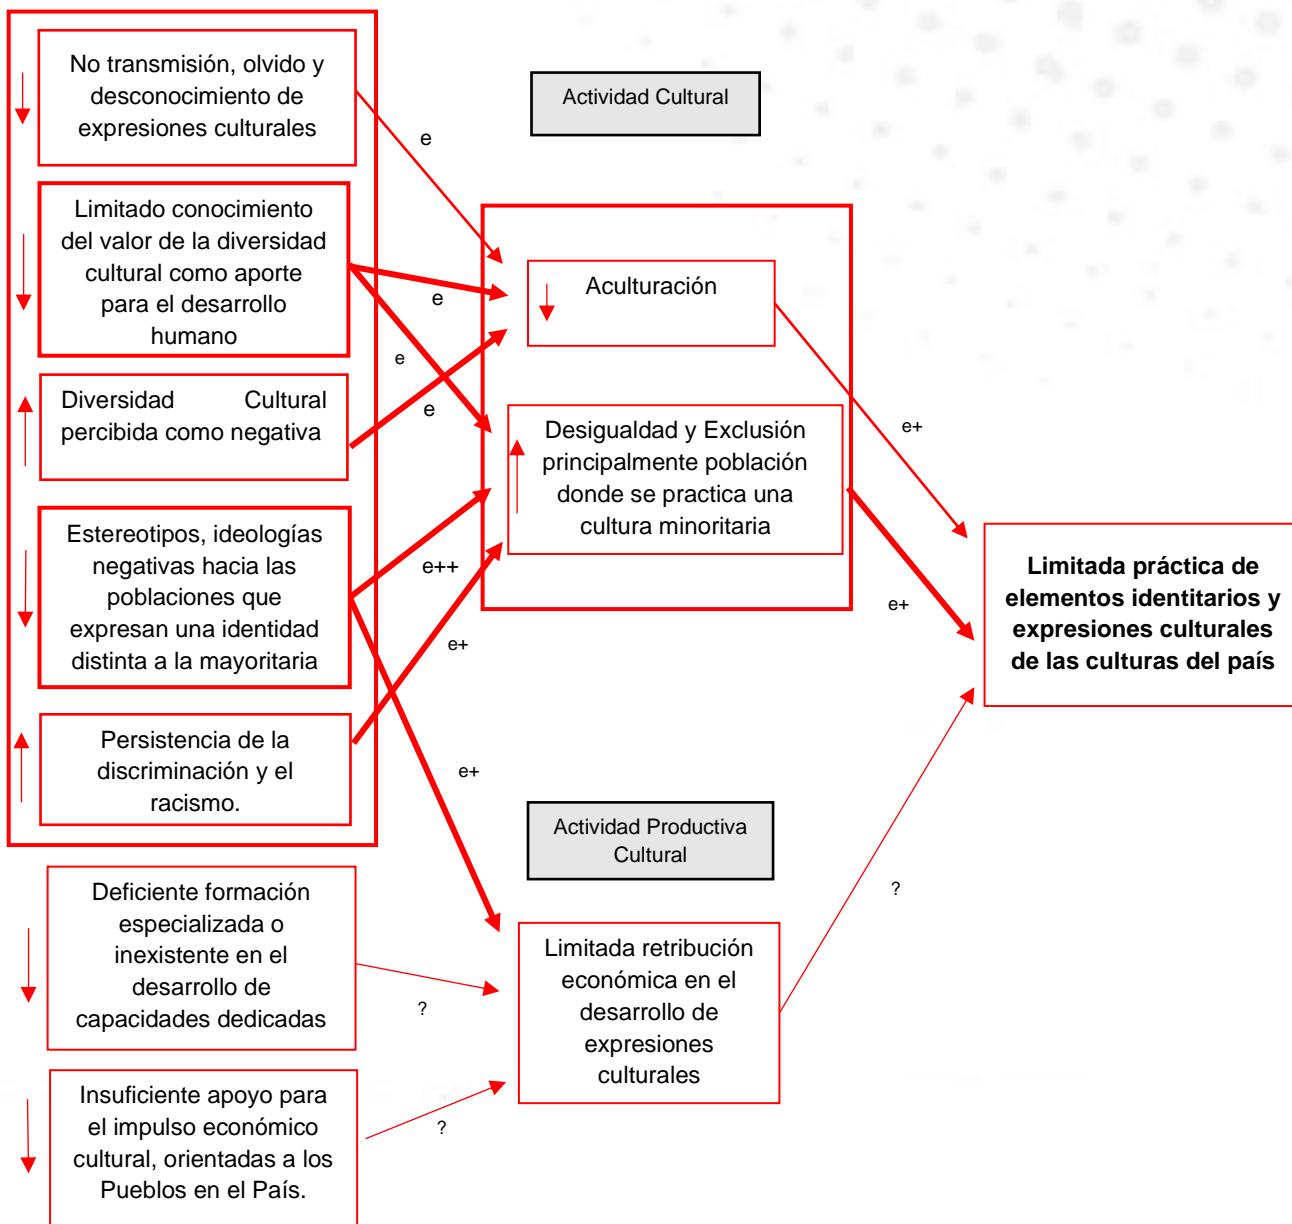 No transmisión, olvido y
desconocimiento de
expresiones culturales
Limitado conocimiento
del valor de la diversidad
cultural como aporte
para el desarrollo
humano
Diversidad Cultural
percibida como negativa
Estereotipos, ideologías
negativas hacia las
poblaciones que
expresan una identidad
distinta a la mayoritaria
Persistencia de la
discriminación y el
racismo.
Deficiente formación
especializada o
inexistente en el
desarrollo de
capacidades dedicadas
Insuficiente apoyo para
el impulso económico
cultural, orientadas a los
Pueblos en el País.
e
e
e
e
e++
e+
e+
?
?
Actividad Cultural
Aculturación
Desigualdad y Exclusión
principalmente población
donde se practica una
cultura minoritaria
Actividad Productiva
Cultural
Limitada retribución
económica en el
desarrollo de
expresiones
culturales
e+
e+
?
Limitada práctica de
elementos identitarios y
expresiones culturales
de las culturas del país